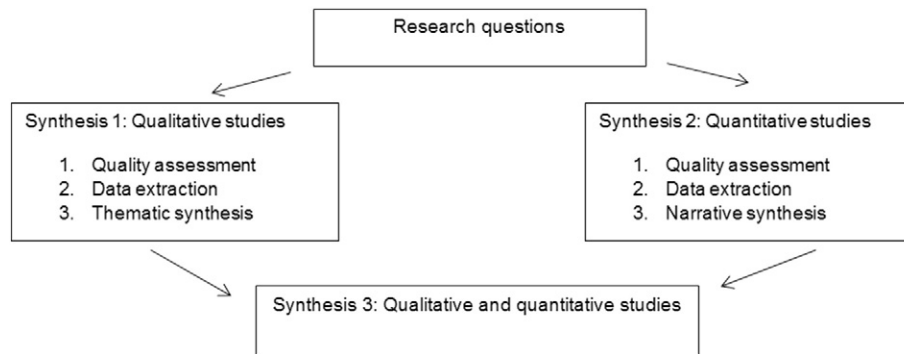 Research questions
Synthesis 1: Qualitative studies
1. Quality assessment
2. Data extraction
3. Thematic synthesis
Synthesis 2: Quantitative studies
1. Quality assessment
2. Data extraction
3. Narrative synthesis
Synthesis 3: Qualitative and quantitative studies